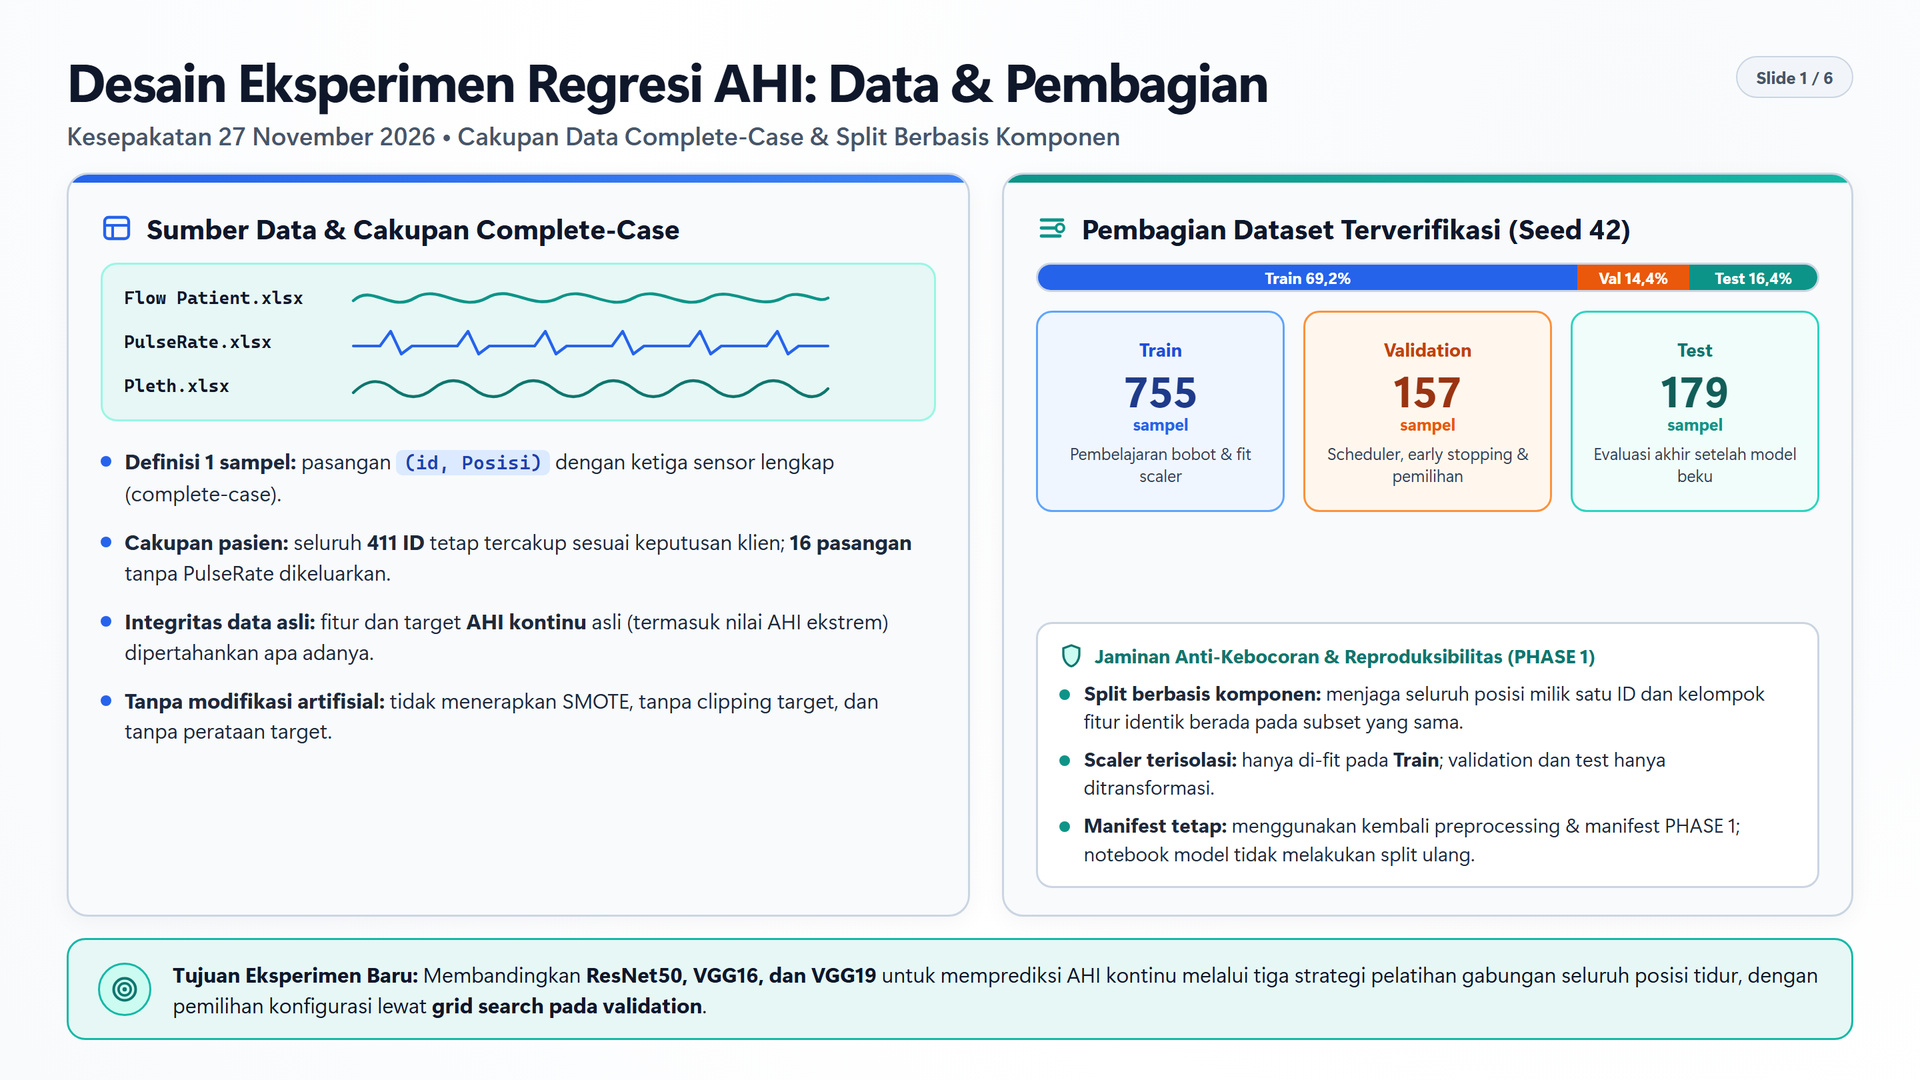 Desain Eksperimen Regresi AHI: Data & Pembagian
Slide 1 / 6
Kesepakatan 27 November 2026 • Cakupan Data Complete-Case & Split Berbasis Komponen
Sumber Data & Cakupan Complete-Case
Flow Patient.xlsx
PulseRate.xlsx
Pleth.xlsx
Definisi 1 sampel: pasangan (id, Posisi) dengan ketiga sensor lengkap
(complete-case).
Cakupan pasien: seluruh 411 ID tetap tercakup sesuai keputusan klien; 16 pasangan
tanpa PulseRate dikeluarkan.
Integritas data asli: fitur dan target AHI kontinu asli (termasuk nilai AHI ekstrem)
dipertahankan apa adanya.
Tanpa modifikasi artifisial: tidak menerapkan SMOTE, tanpa clipping target, dan
tanpa perataan target.
Pembagian Dataset Terverifikasi (Seed 42)
Train 69,2%
Val 14,4%
Test 16,4%
Train
755
sampel
Pembelajaran bobot & fit
scaler
Validation
157
sampel
Scheduler, early stopping &
pemilihan
Test
179
sampel
Evaluasi akhir setelah model
beku
Jaminan Anti-Kebocoran & Reproduksibilitas (PHASE 1)
Split berbasis komponen: menjaga seluruh posisi milik satu ID dan kelompok
fitur identik berada pada subset yang sama.
Scaler terisolasi: hanya di-fit pada Train; validation dan test hanya
ditransformasi.
Manifest tetap: menggunakan kembali preprocessing & manifest PHASE 1;
notebook model tidak melakukan split ulang.
Tujuan Eksperimen Baru: Membandingkan ResNet50, VGG16, dan VGG19 untuk memprediksi AHI kontinu melalui tiga strategi pelatihan gabungan seluruh posisi tidur, dengan
pemilihan konfigurasi lewat grid search pada validation.